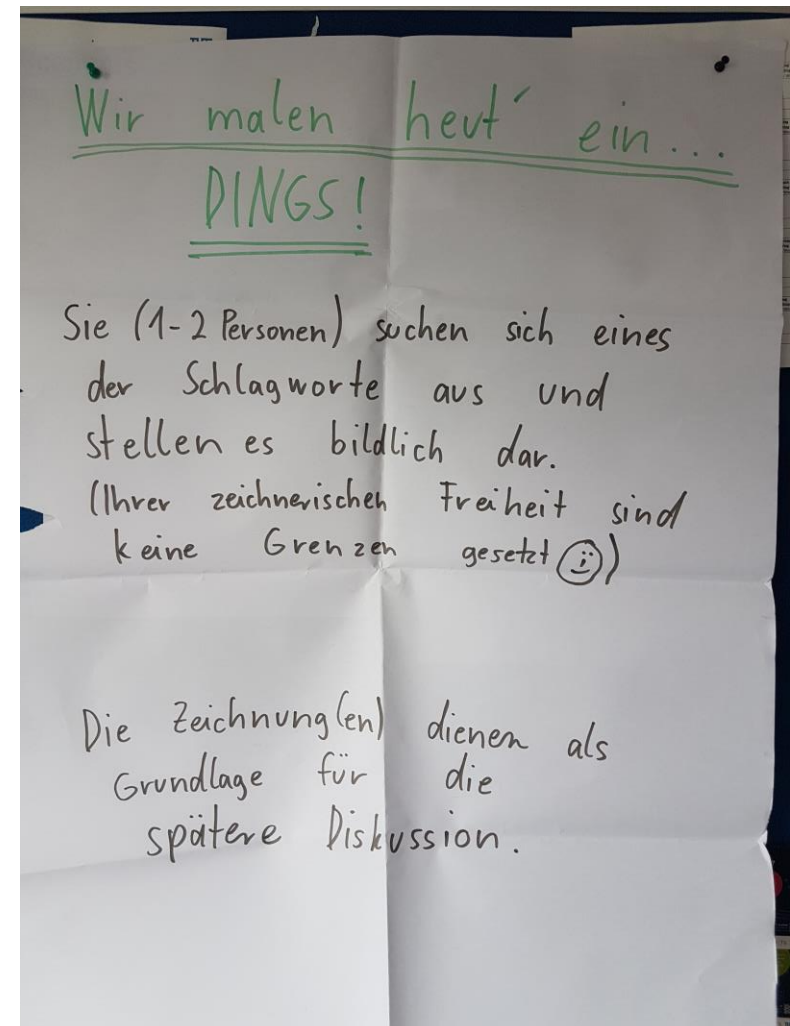 Wir malen heut´ ein...
DINGS!
Sie (1-2 Personen) suchen sich eines
der Schlagworte aus und
stellen es bildlich dar.
(Ihrer zeichnerischen Freiheit sind
keine Grenzen gesetzt ☺)
Die Zeichnung(en) dienen als
Grundlage für die
spätere Diskussion.